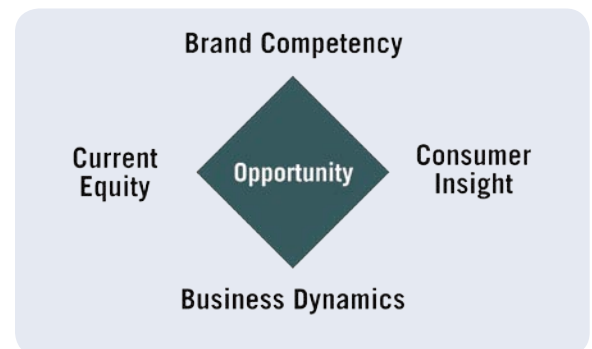 Brand Competency
Current
Equity
Opportunity
Consumer
Insight
Business Dynamics